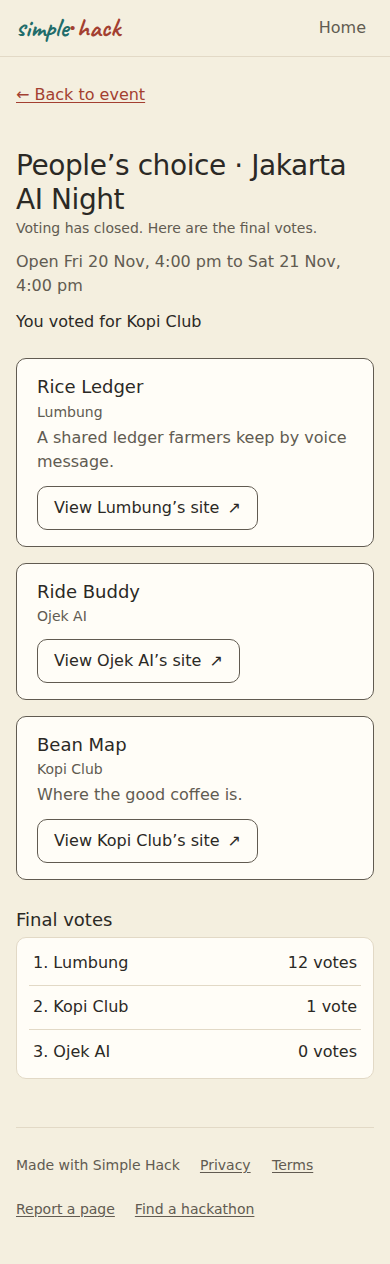 simple·hack
Home
← Back to event
People’s choice · Jakarta
AI Night
Voting has closed. Here are the final votes.
Open Fri 20 Nov, 4:00 pm to Sat 21 Nov,
4:00 pm
You voted for Kopi Club
Rice Ledger
Lumbung
A shared ledger farmers keep by voice
message.
View Lumbung’s site ↗
Ride Buddy
Ojek AI
View Ojek AI’s site ↗
Bean Map
Kopi Club
Where the good coffee is.
View Kopi Club’s site ↗
Final votes
1. Lumbung 12 votes
2. Kopi Club 1 vote
3. Ojek AI 0 votes
Made with Simple Hack Privacy Terms
Report a page Find a hackathon